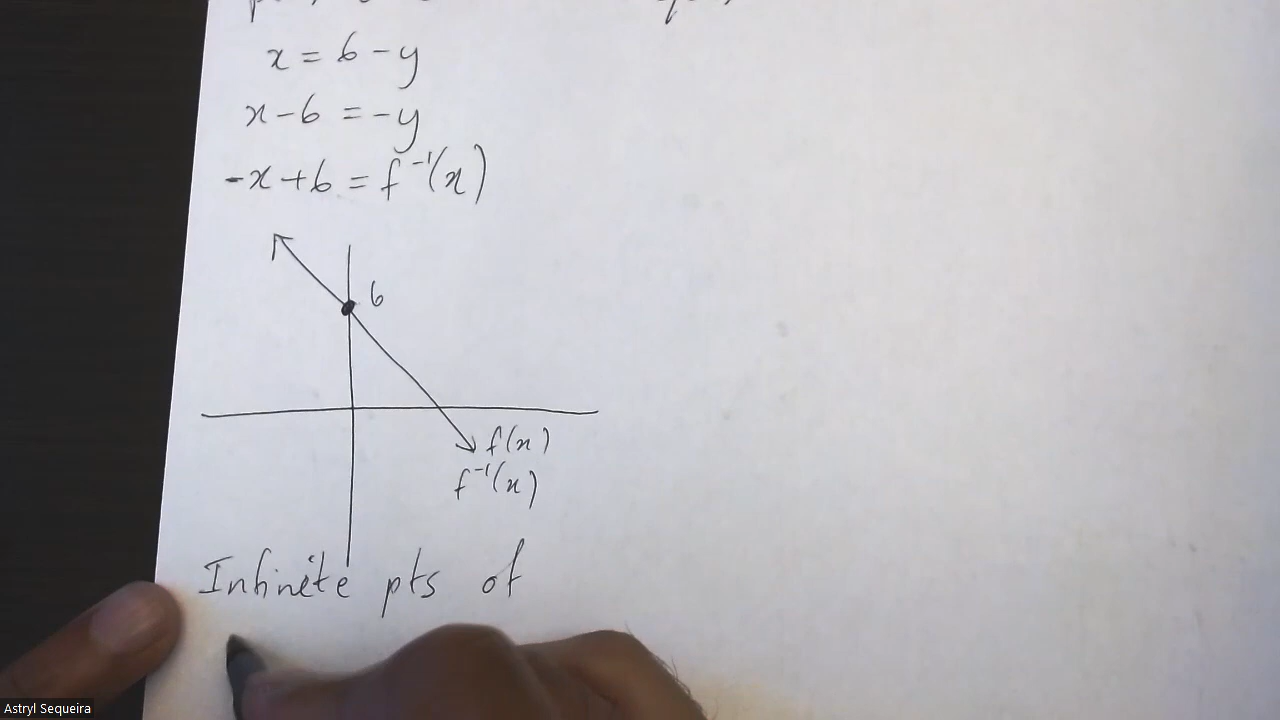 x = 6 - y
x - 6 = -y
-x + 6 = f⁻¹(x)
6
f(x)
f⁻¹(x)
Infinite pts of
Astryl Sequeira